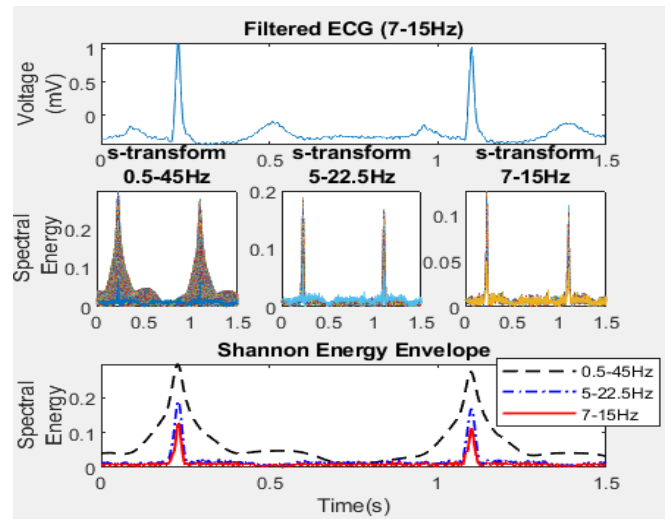 Filtered ECG (7-15Hz)
Voltage
(mV)
1
0
0
0.5
1
1.5
s-transform
0.5-45Hz
s-transform
5-22.5Hz
s-transform
7-15Hz
Spectral
Energy
0.2
0.1
0
0
0.5
1
1.5
0.2
0.1
0
0
0.5
1
1.5
0.1
0.05
0
0
0.5
1
1.5
Shannon Energy Envelope
Spectral
Energy
0.2
0.1
0
0
0.5
1
1.5
0.5-45Hz
5-22.5Hz
7-15Hz
Time(s)